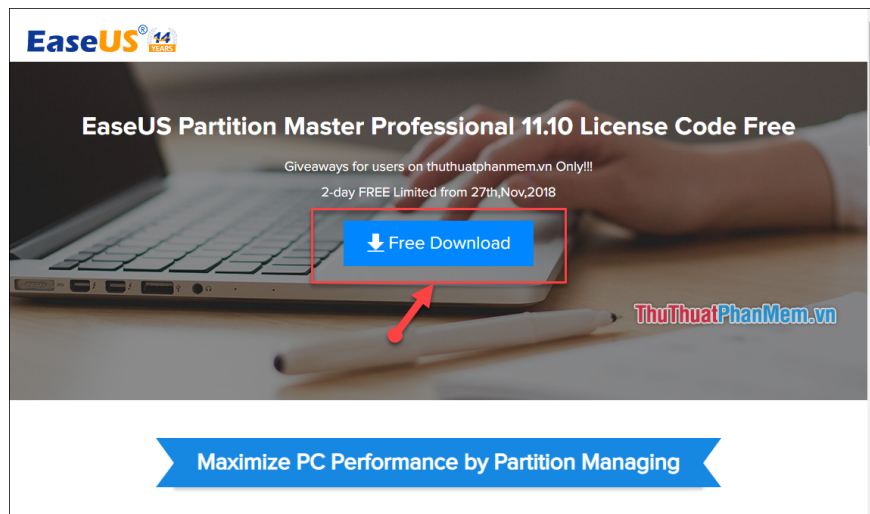 EaseUS® 14 YEARS
EaseUS Partition Master Professional 11.10 License Code Free
Giveaways for users on thuthuatphanmem.vn Only!!!
2-day FREE Limited from 27th,Nov,2018
Free Download
ThuThuatPhanMem.vn
Maximize PC Performance by Partition Managing